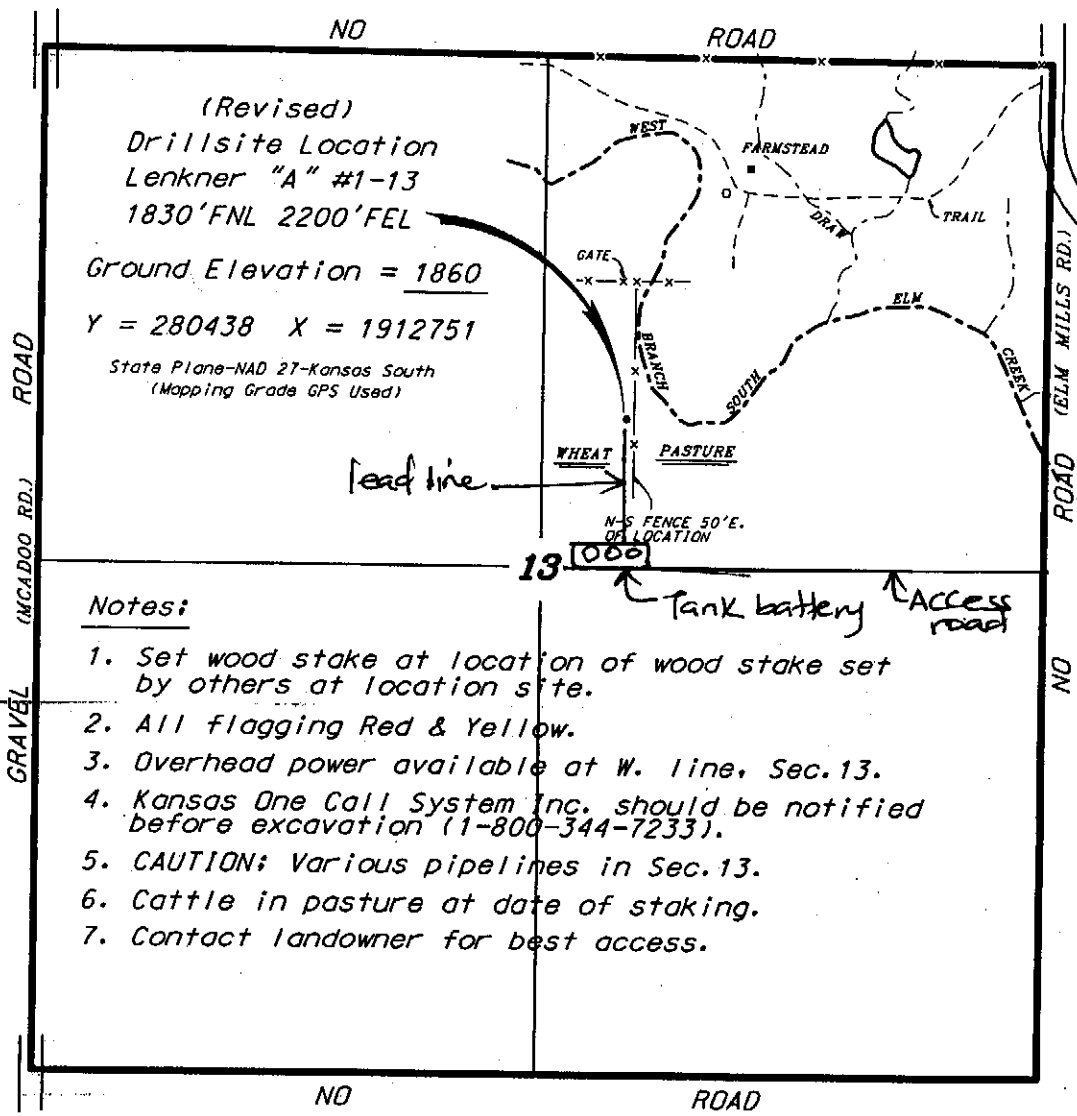 NO ROAD
(Revised)
Drillsite Location
Lenkner "A" #1-13
1830'FNL 2200'FEL
Ground Elevation = 1860
Y = 280438 X = 1912751
State Plane-NAD 27-Kansas South
(Mapping Grade GPS Used)
WEST
FARMSTEAD
DRAW
TRAIL
GATE
ELM
BRANCH
SOUTH
CREEK
WHEAT
PASTURE
lead line
N-S FENCE 50'E.
OF LOCATION
13
Tank battery
Access
road
GRAVEL (MCADOO RD.) ROAD
NO ROAD (ELM MILLS RD.)
Notes:
1. Set wood stake at location of wood stake set
by others at location site.
2. All flagging Red & Yellow.
3. Overhead power available at W. line, Sec.13.
4. Kansas One Call System Inc. should be notified
before excavation (1-800-344-7233).
5. CAUTION: Various pipelines in Sec.13.
6. Cattle in pasture at date of staking.
7. Contact landowner for best access.
NO ROAD